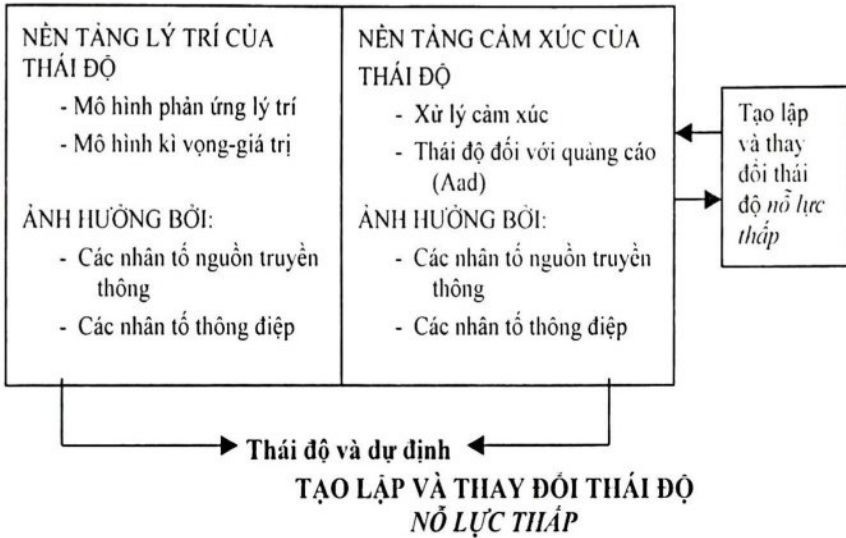 NỀN TẢNG LÝ TRÍ CỦA
THÁI ĐỘ
- Mô hình phản ứng lý trí
- Mô hình kì vọng-giá trị
ẢNH HƯỞNG BỞI:
- Các nhân tố nguồn truyền
thông
- Các nhân tố thông điệp
NỀN TẢNG CẢM XÚC CỦA
THÁI ĐỘ
- Xử lý cảm xúc
- Thái độ đối với quảng cáo
(Aad)
ẢNH HƯỞNG BỞI:
- Các nhân tố nguồn truyền
thông
- Các nhân tố thông điệp
Tạo lập
và thay
đổi thái
độ nỗ lực
thấp
Thái độ và dự định
TẠO LẬP VÀ THAY ĐỔI THÁI ĐỘ
NỖ LỰC THẤP